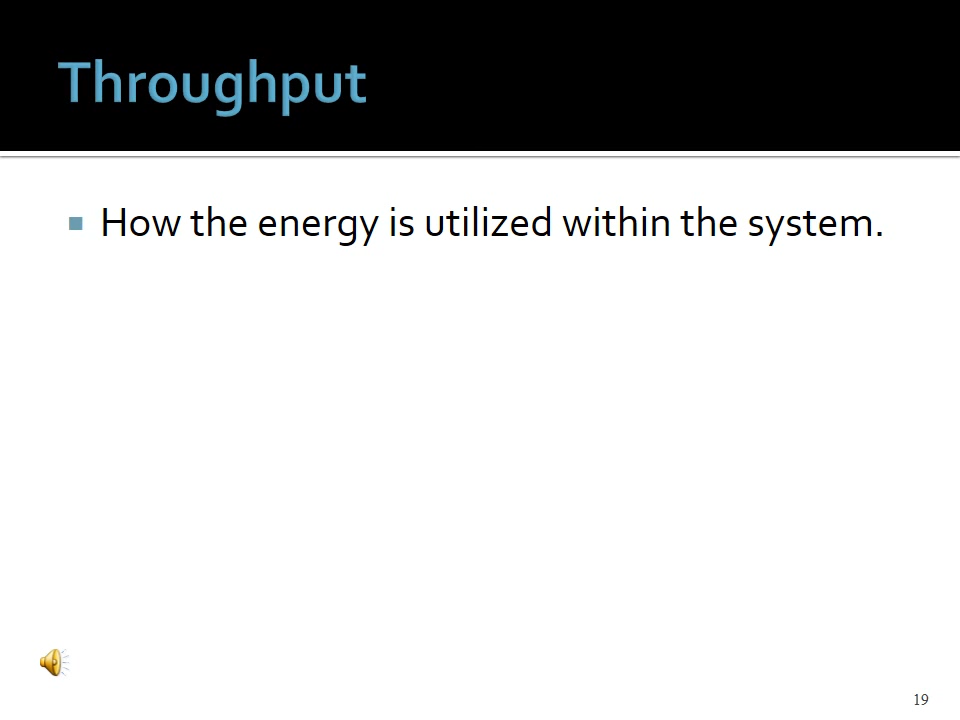 Throughput
How the energy is utilized within the system.
19